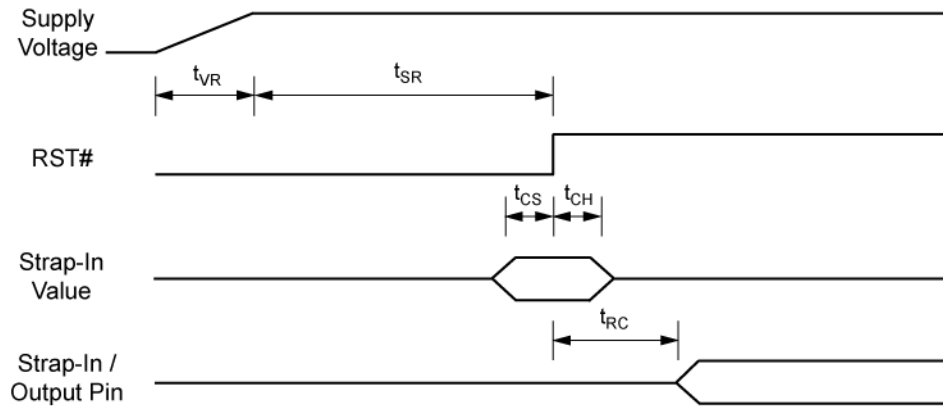 Supply
Voltage
tVR
tSR
RST#
tCS
tCH
Strap-In
Value
tRC
Strap-In /
Output Pin